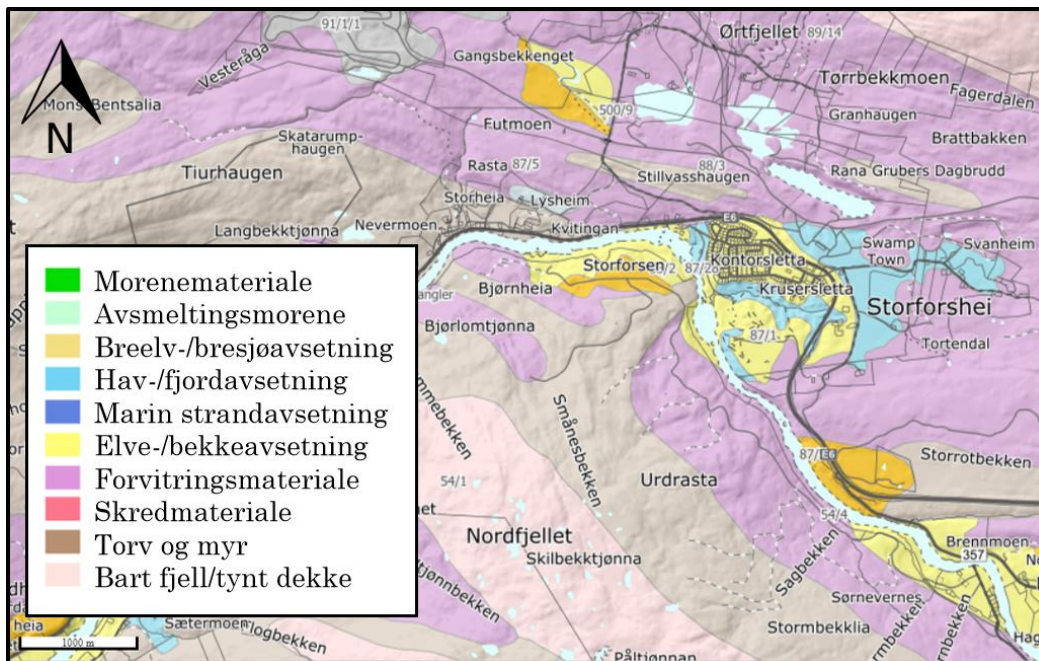 91/1/1
Ørtfjellet
89/14
Gangsbekkenget
Vesteråga
Tørrbekkmoen
Fagerdålen
Mons-Bentsalia
Granhaugen
500/9
N
Skatarump-
haugen
Futmoen
Brattbakken
Tiurhaugen
Rasta
87/5
88/3
Rana Grubers Dagbrudd
Stillvasshaugen
Storheia
Lysheim
Langbekktjønna
Nevermoen
Kvitingan
E6
Swamp
Town
Svanheim
Storforsen
87/28
Kontorsletta
Bjørnheia
Krusersletta
Storforshei
Bjørlomtjønna
87/1
Tortendal
Morenemateriale
Avsmeltingsmorene
Breelv-/bresjøavsetning
Hav-/fjordavsetning
Marin strandavsetning
Elve-/bekkeavsetning
Forvitringsmateriale
Skredmateriale
Torv og myr
Bart fjell/tynt dekke
Smånesbekken
87/
E6
Storrotbekken
54/1
Urdrasta
54/4
Nordfjellet
Skilbekktjønna
Brennmoen
357
Sagbekken
Sørnevernes
Sætermoen
Stormbekklia
Påltjønnan
1000 m